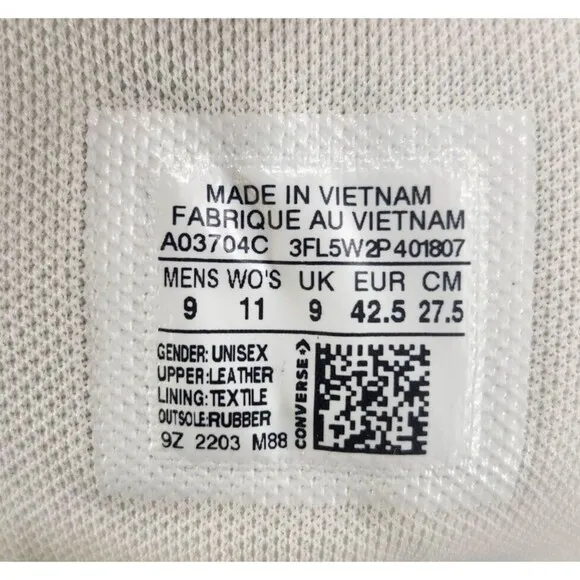 MADE IN VIETNAM
FABRIQUE AU VIETNAM
A03704C 3FL5W2P401807
MENS WO'S UK EUR CM
9 11 9 42.5 27.5
GENDER: UNISEX
UPPER:LEATHER
LINING:TEXTILE
OUTSOLE:RUBBER
9Z 2203 M88
CONVERSE